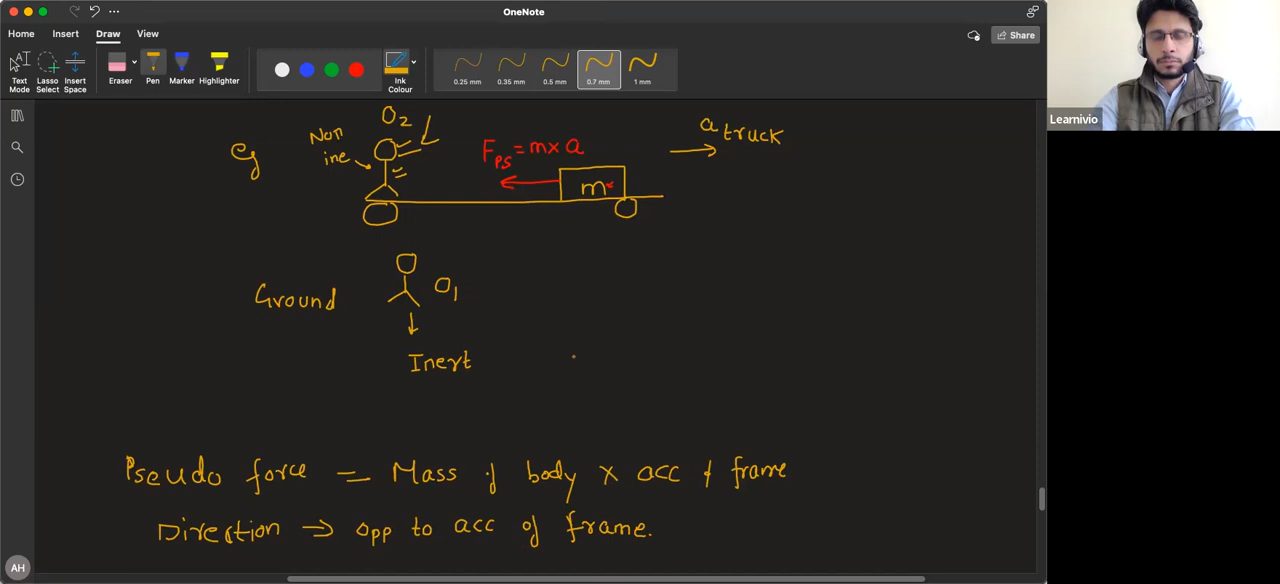 OneNote
Home Insert Draw View
Share
Text Mode
Lasso Select
Insert Space
Eraser
Pen
Marker
Highlighter
Ink Colour
0.25 mm
0.35 mm
0.5 mm
0.7 mm
1 mm
Learnivio
eg
Non ine
O2
Fps = m x a
m
a truck
Ground
O1
Inert
Pseudo force = Mass of body x acc of frame
Direction → opp to acc of frame.
AH